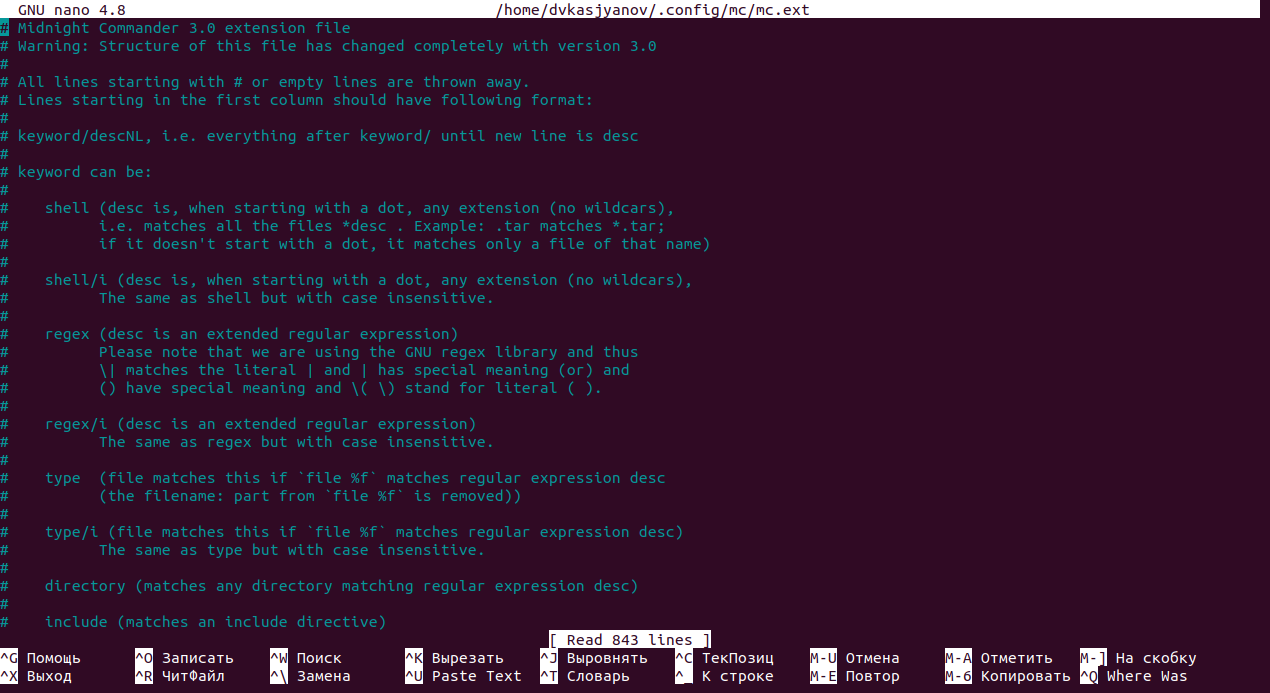 GNU nano 4.8 /home/dvkasjyanov/.config/mc/mc.ext
# Midnight Commander 3.0 extension file
# Warning: Structure of this file has changed completely with version 3.0
#
# All lines starting with # or empty lines are thrown away.
# Lines starting in the first column should have following format:
#
# keyword/descNL, i.e. everything after keyword/ until new line is desc
#
# keyword can be:
#
#    shell (desc is, when starting with a dot, any extension (no wildcars),
#          i.e. matches all the files *desc . Example: .tar matches *.tar;
#          if it doesn't start with a dot, it matches only a file of that name)
#
#    shell/i (desc is, when starting with a dot, any extension (no wildcars),
#          The same as shell but with case insensitive.
#
#    regex (desc is an extended regular expression)
#          Please note that we are using the GNU regex library and thus
#          \| matches the literal | and | has special meaning (or) and
#          () have special meaning and \( \) stand for literal ( ).
#
#    regex/i (desc is an extended regular expression)
#          The same as regex but with case insensitive.
#
#    type  (file matches this if `file %f` matches regular expression desc
#          (the filename: part from `file %f` is removed))
#
#    type/i (file matches this if `file %f` matches regular expression desc)
#          The same as type but with case insensitive.
#
#    directory (matches any directory matching regular expression desc)
#
#    include (matches an include directive)
[ Read 843 lines ]
^G Помощь ^O Записать ^W Поиск ^K Вырезать ^J Выровнять ^C ТекПозиц M-U Отмена M-A Отметить M-] На скобку
^X Выход ^R ЧитФайл ^\ Замена ^U Paste Text ^T Словарь ^_ К строке M-E Повтор M-6 Копировать ^Q Where Was